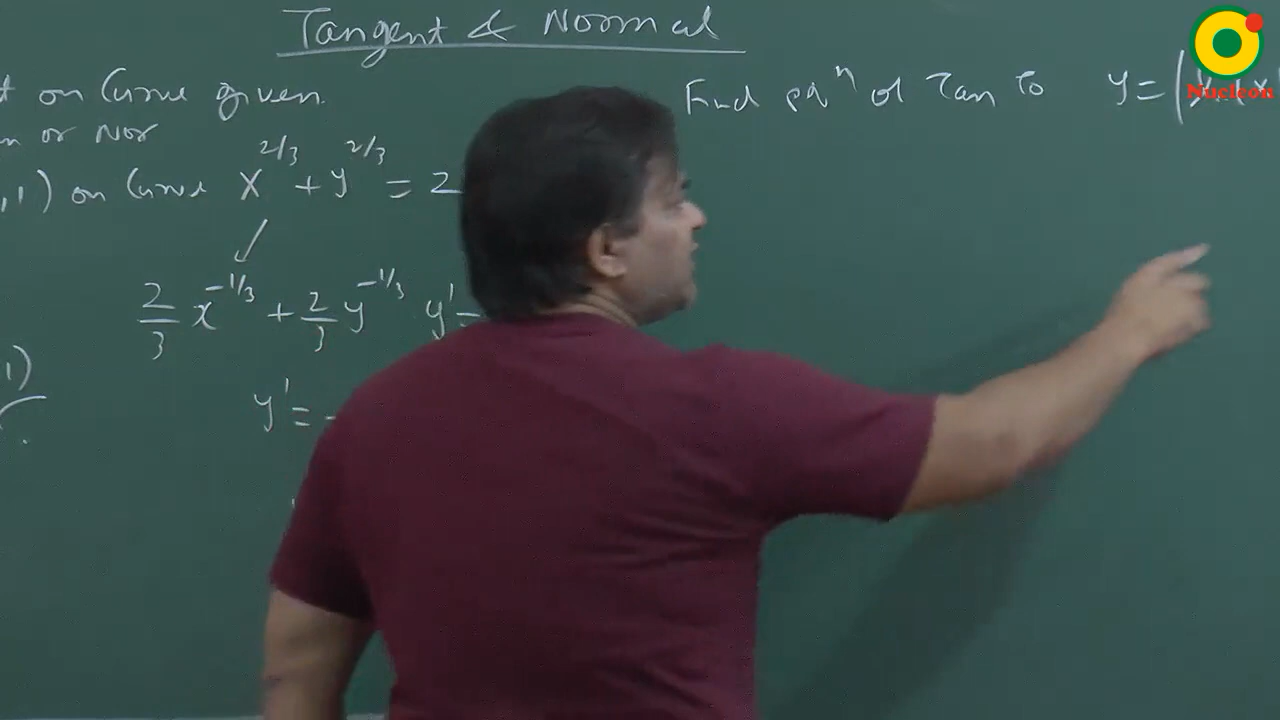 Tangent & Normal
t on Curve given.
n or Nor
,1) on Curve x^{2/3} + y^{2/3} = 2
2/3 x^{-1/3} + 2/3 y^{-1/3} y' =
1)
y' = -
Find eqⁿ of Tan to y = |
Nucleon